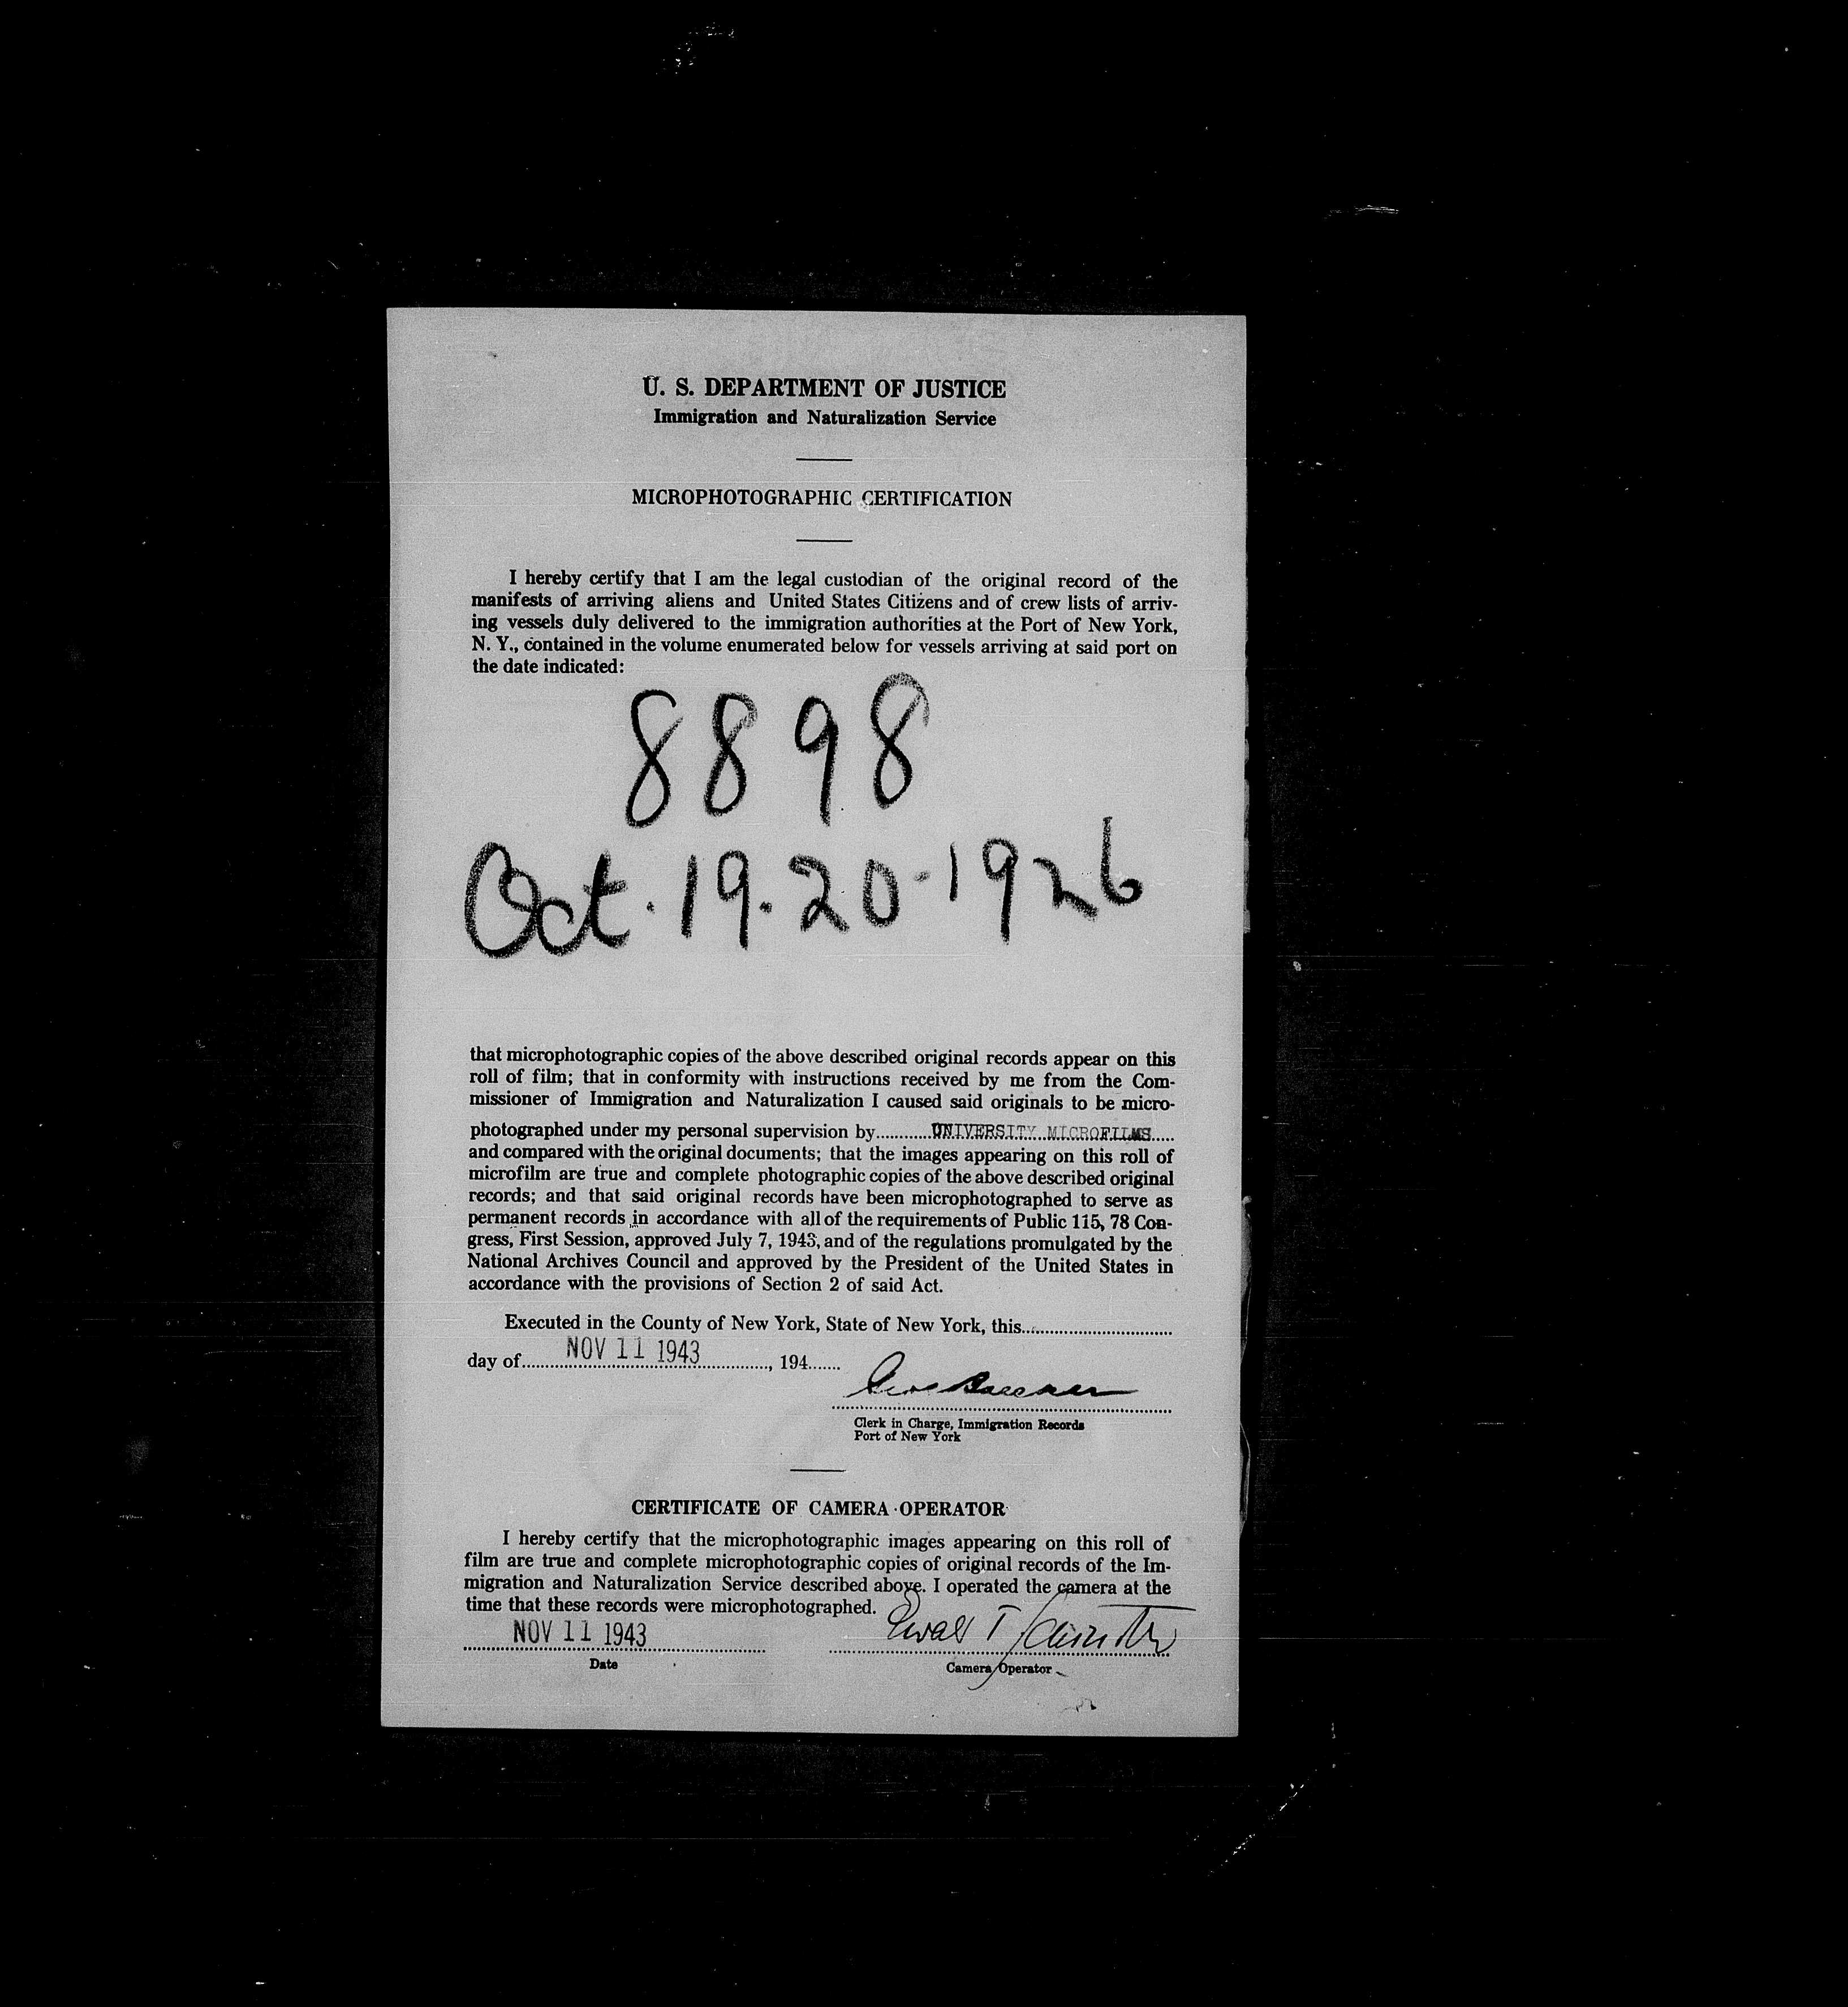 U. S. DEPARTMENT OF JUSTICE
Immigration and Naturalization Service
MICROPHOTOGRAPHIC CERTIFICATION
I hereby certify that I am the legal custodian of the original record of the
manifests of arriving aliens and United States Citizens and of crew lists of arriv-
ing vessels duly delivered to the immigration authorities at the Port of New York,
N. Y., contained in the volume enumerated below for vessels arriving at said port on
the date indicated:
8898
Oct. 19. 20-1926
that microphotographic copies of the above described original records appear on this
roll of film; that in conformity with instructions received by me from the Com-
missioner of Immigration and Naturalization I caused said originals to be micro-
photographed under my personal supervision by UNIVERSITY MICROFILMS
and compared with the original documents; that the images appearing on this roll of
microfilm are true and complete photographic copies of the above described original
records; and that said original records have been microphotographed to serve as
permanent records in accordance with all of the requirements of Public 115, 78 Con-
gress, First Session, approved July 7, 1943, and of the regulations promulgated by the
National Archives Council and approved by the President of the United States in
accordance with the provisions of Section 2 of said Act.
Executed in the County of New York, State of New York, this
day of NOV 11 1943, 194
Clerk in Charge, Immigration Records
Port of New York
CERTIFICATE OF CAMERA OPERATOR
I hereby certify that the microphotographic images appearing on this roll of
film are true and complete microphotographic copies of original records of the Im-
migration and Naturalization Service described above. I operated the camera at the
time that these records were microphotographed.
NOV 11 1943
Date
Camera Operator